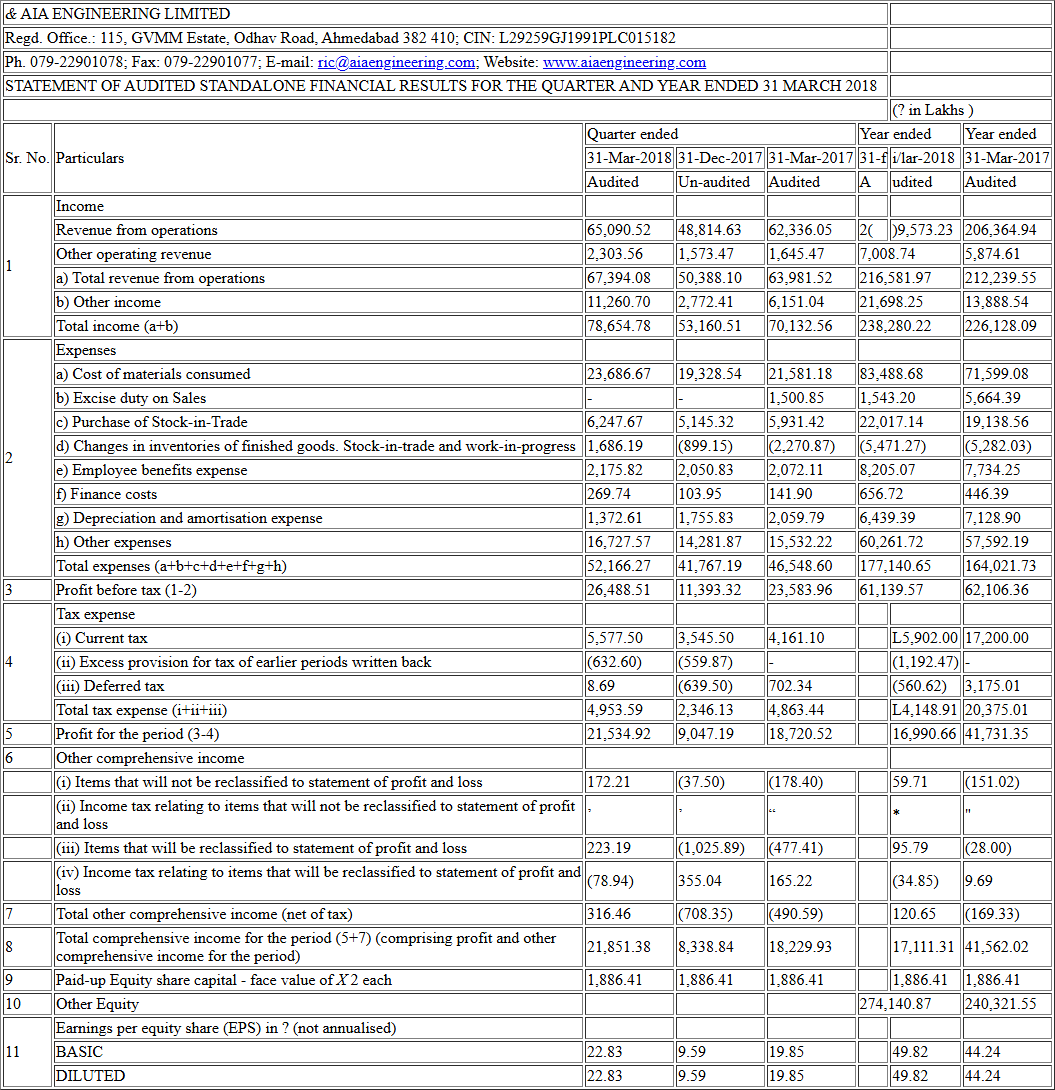 & AIA ENGINEERING LIMITED
Regd. Office.: 115, GVMM Estate, Odhav Road, Ahmedabad 382 410; CIN: L29259GJ1991PLC015182
Ph. 079-22901078; Fax: 079-22901077; E-mail: ric@aiaengineering.com; Website: www.aiaengineering.com
STATEMENT OF AUDITED STANDALONE FINANCIAL RESULTS FOR THE QUARTER AND YEAR ENDED 31 MARCH 2018
(? in Lakhs )
Sr. No. Particulars Quarter ended Year ended Year ended
31-Mar-2018 31-Dec-2017 31-Mar-2017 31-f i/lar-2018 31-Mar-2017
Audited Un-audited Audited A udited Audited
1 Income
Revenue from operations 65,090.52 48,814.63 62,336.05 2( )9,573.23 206,364.94
Other operating revenue 2,303.56 1,573.47 1,645.47 7,008.74 5,874.61
a) Total revenue from operations 67,394.08 50,388.10 63,981.52 216,581.97 212,239.55
b) Other income 11,260.70 2,772.41 6,151.04 21,698.25 13,888.54
Total income (a+b) 78,654.78 53,160.51 70,132.56 238,280.22 226,128.09
2 Expenses
a) Cost of materials consumed 23,686.67 19,328.54 21,581.18 83,488.68 71,599.08
b) Excise duty on Sales - - 1,500.85 1,543.20 5,664.39
c) Purchase of Stock-in-Trade 6,247.67 5,145.32 5,931.42 22,017.14 19,138.56
d) Changes in inventories of finished goods. Stock-in-trade and work-in-progress 1,686.19 (899.15) (2,270.87) (5,471.27) (5,282.03)
e) Employee benefits expense 2,175.82 2,050.83 2,072.11 8,205.07 7,734.25
f) Finance costs 269.74 103.95 141.90 656.72 446.39
g) Depreciation and amortisation expense 1,372.61 1,755.83 2,059.79 6,439.39 7,128.90
h) Other expenses 16,727.57 14,281.87 15,532.22 60,261.72 57,592.19
Total expenses (a+b+c+d+e+f+g+h) 52,166.27 41,767.19 46,548.60 177,140.65 164,021.73
3 Profit before tax (1-2) 26,488.51 11,393.32 23,583.96 61,139.57 62,106.36
4 Tax expense
(i) Current tax 5,577.50 3,545.50 4,161.10 L5,902.00 17,200.00
(ii) Excess provision for tax of earlier periods written back (632.60) (559.87) - (1,192.47) -
(iii) Deferred tax 8.69 (639.50) 702.34 (560.62) 3,175.01
Total tax expense (i+ii+iii) 4,953.59 2,346.13 4,863.44 L4,148.91 20,375.01
5 Profit for the period (3-4) 21,534.92 9,047.19 18,720.52 16,990.66 41,731.35
6 Other comprehensive income
(i) Items that will not be reclassified to statement of profit and loss 172.21 (37.50) (178.40) 59.71 (151.02)
(ii) Income tax relating to items that will not be reclassified to statement of profit
and loss ’ ’ “ * "
(iii) Items that will be reclassified to statement of profit and loss 223.19 (1,025.89) (477.41) 95.79 (28.00)
(iv) Income tax relating to items that will be reclassified to statement of profit and
loss (78.94) 355.04 165.22 (34.85) 9.69
7 Total other comprehensive income (net of tax) 316.46 (708.35) (490.59) 120.65 (169.33)
8 Total comprehensive income for the period (5+7) (comprising profit and other
comprehensive income for the period) 21,851.38 8,338.84 18,229.93 17,111.31 41,562.02
9 Paid-up Equity share capital - face value of X 2 each 1,886.41 1,886.41 1,886.41 1,886.41 1,886.41
10 Other Equity 274,140.87 240,321.55
11 Earnings per equity share (EPS) in ? (not annualised)
BASIC 22.83 9.59 19.85 49.82 44.24
DILUTED 22.83 9.59 19.85 49.82 44.24